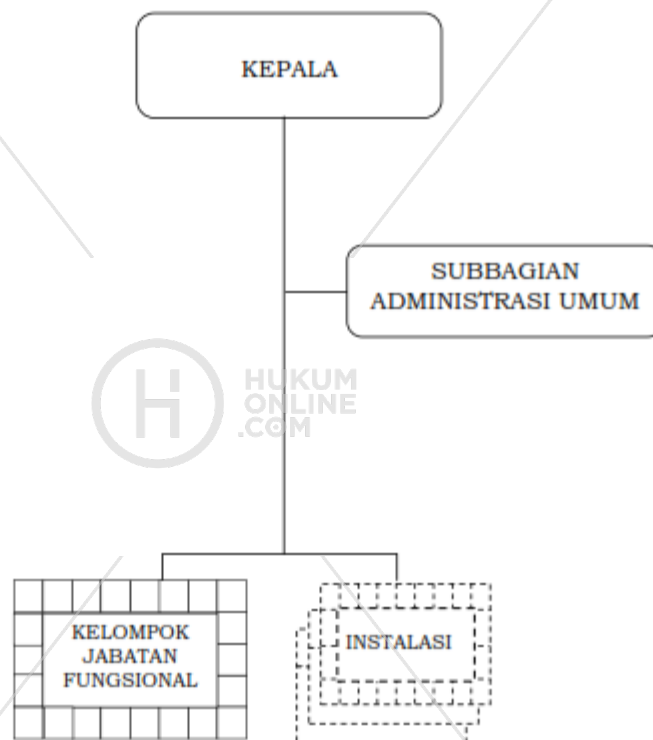 KEPALA
SUBBAGIAN
ADMINISTRASI UMUM
H
HUKUM
ONLINE
.COM
KELOMPOK
JABATAN
FUNGSIONAL
INSTALASI